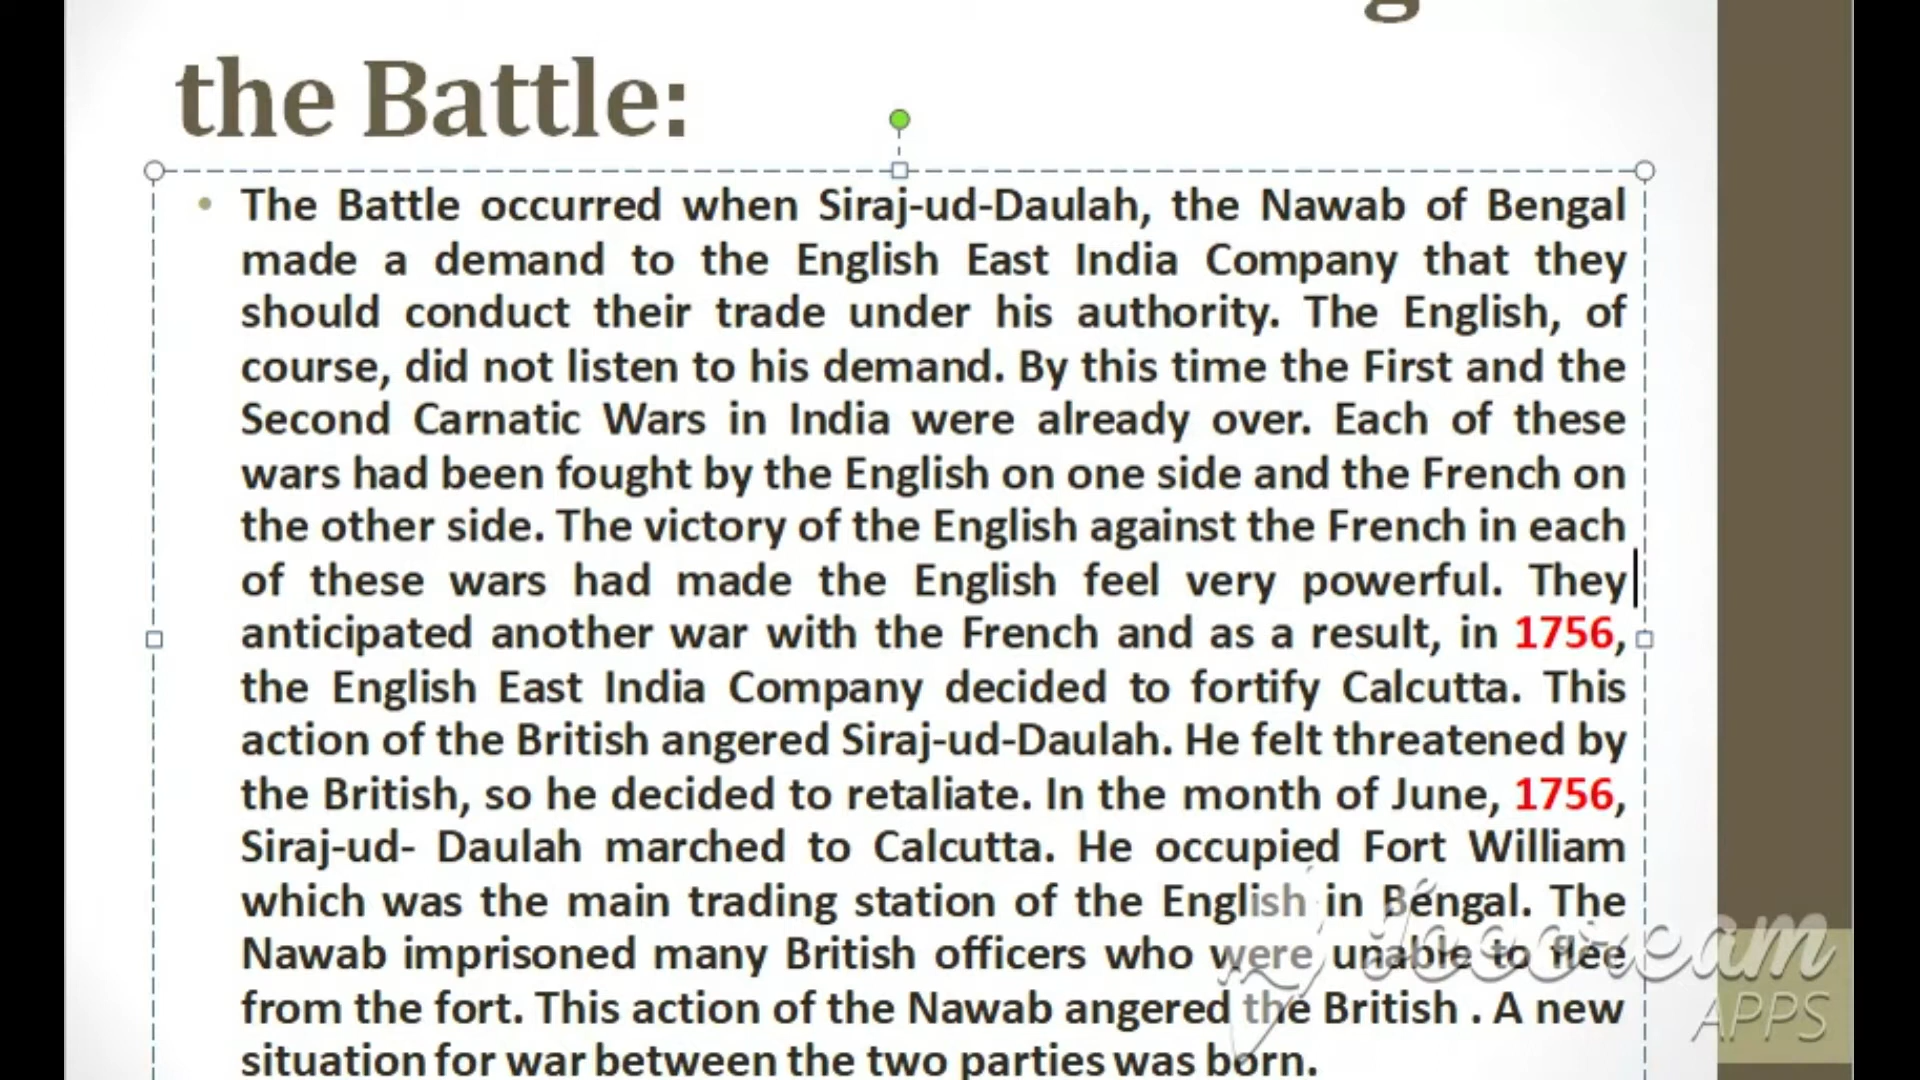 the Battle:
• The Battle occurred when Siraj-ud-Daulah, the Nawab of Bengal
made a demand to the English East India Company that they
should conduct their trade under his authority. The English, of
course, did not listen to his demand. By this time the First and the
Second Carnatic Wars in India were already over. Each of these
wars had been fought by the English on one side and the French on
the other side. The victory of the English against the French in each
of these wars had made the English feel very powerful. They
anticipated another war with the French and as a result, in 1756,
the English East India Company decided to fortify Calcutta. This
action of the British angered Siraj-ud-Daulah. He felt threatened by
the British, so he decided to retaliate. In the month of June, 1756,
Siraj-ud- Daulah marched to Calcutta. He occupied Fort William
which was the main trading station of the English in Bengal. The
Nawab imprisoned many British officers who were unable to flee
from the fort. This action of the Nawab angered the British . A new
situation for war between the two parties was born.
APPS